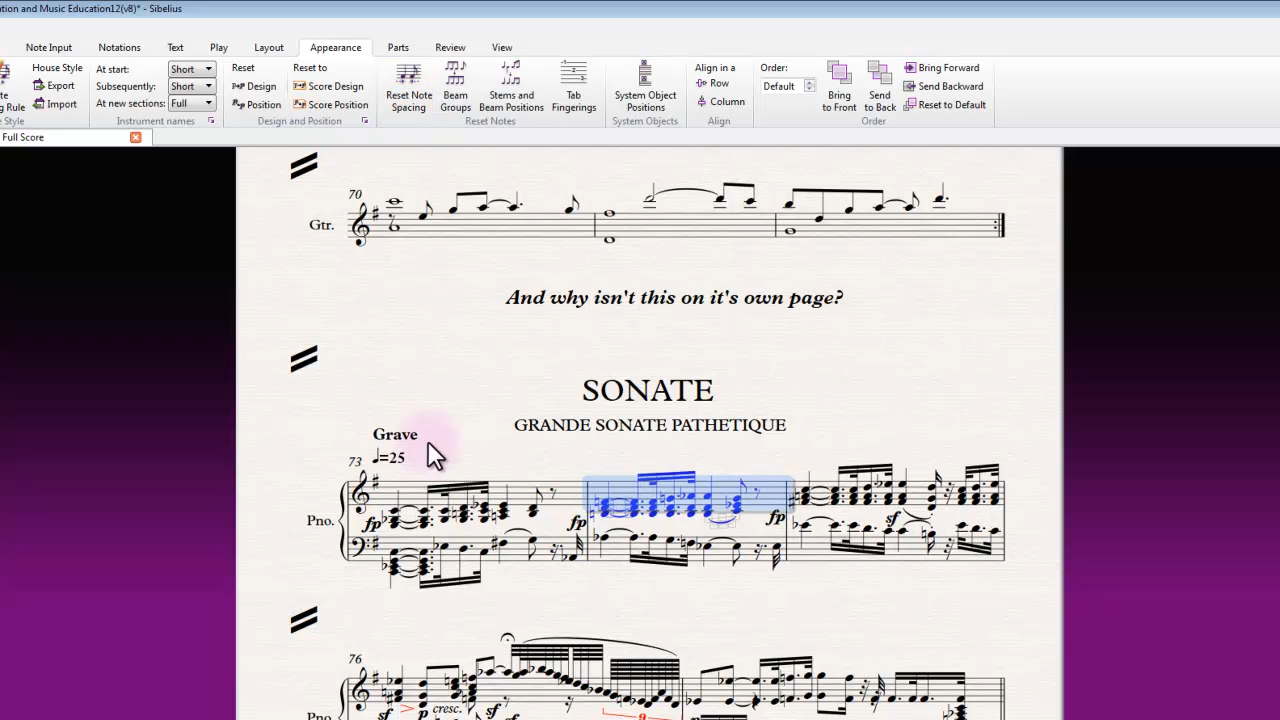 tion and Music Education12(v8)* - Sibelius
Note Input Notations Text Play Layout Appearance Parts Review View
House Style At start: Short Reset Reset to Align in a Order: Bring Forward
Export Subsequently: Short Design Score Design Row Default Send Backward
Import At new sections: Full Position Score Position Reset Note Spacing Beam Groups Stems and Beam Positions Tab Fingerings System Object Positions Column Bring to Front Send to Back Reset to Default
Instrument names Design and Position Reset Notes System Objects Align Order
Full Score
70
Gtr.
And why isn't this on it's own page?
SONATE
GRANDE SONATE PATHETIQUE
Grave
=25
73
Pno.
fp fp fp sf
76
sf p cresc. sf sf
9
Pno.